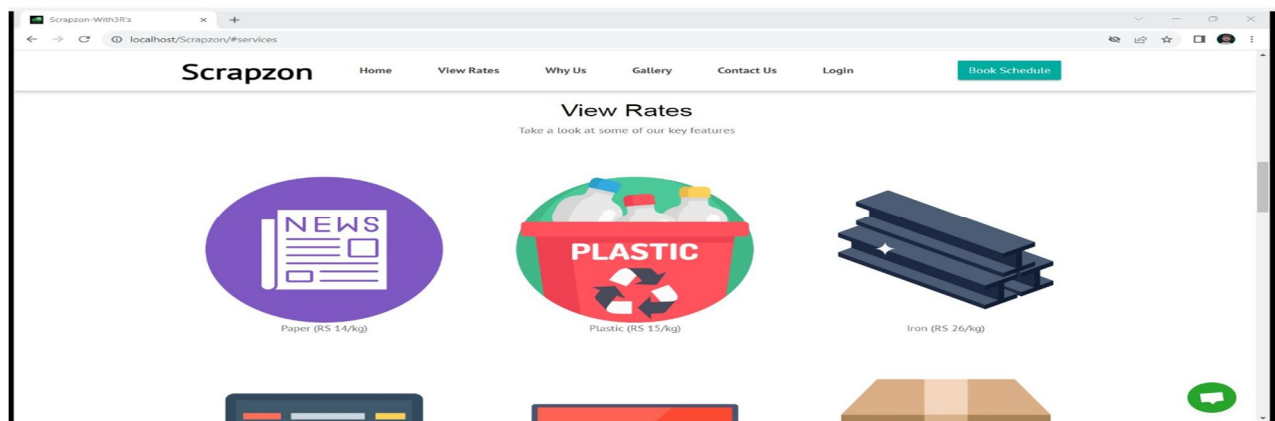 Scrapzon-With3R's
localhost/Scrapzon/#services
Scrapzon Home View Rates Why Us Gallery Contact Us Login Book Schedule
View Rates
Take a look at some of our key features
NEWS
PLASTIC
Paper (RS 14/kg) Plastic (RS 15/kg) Iron (RS 26/kg)